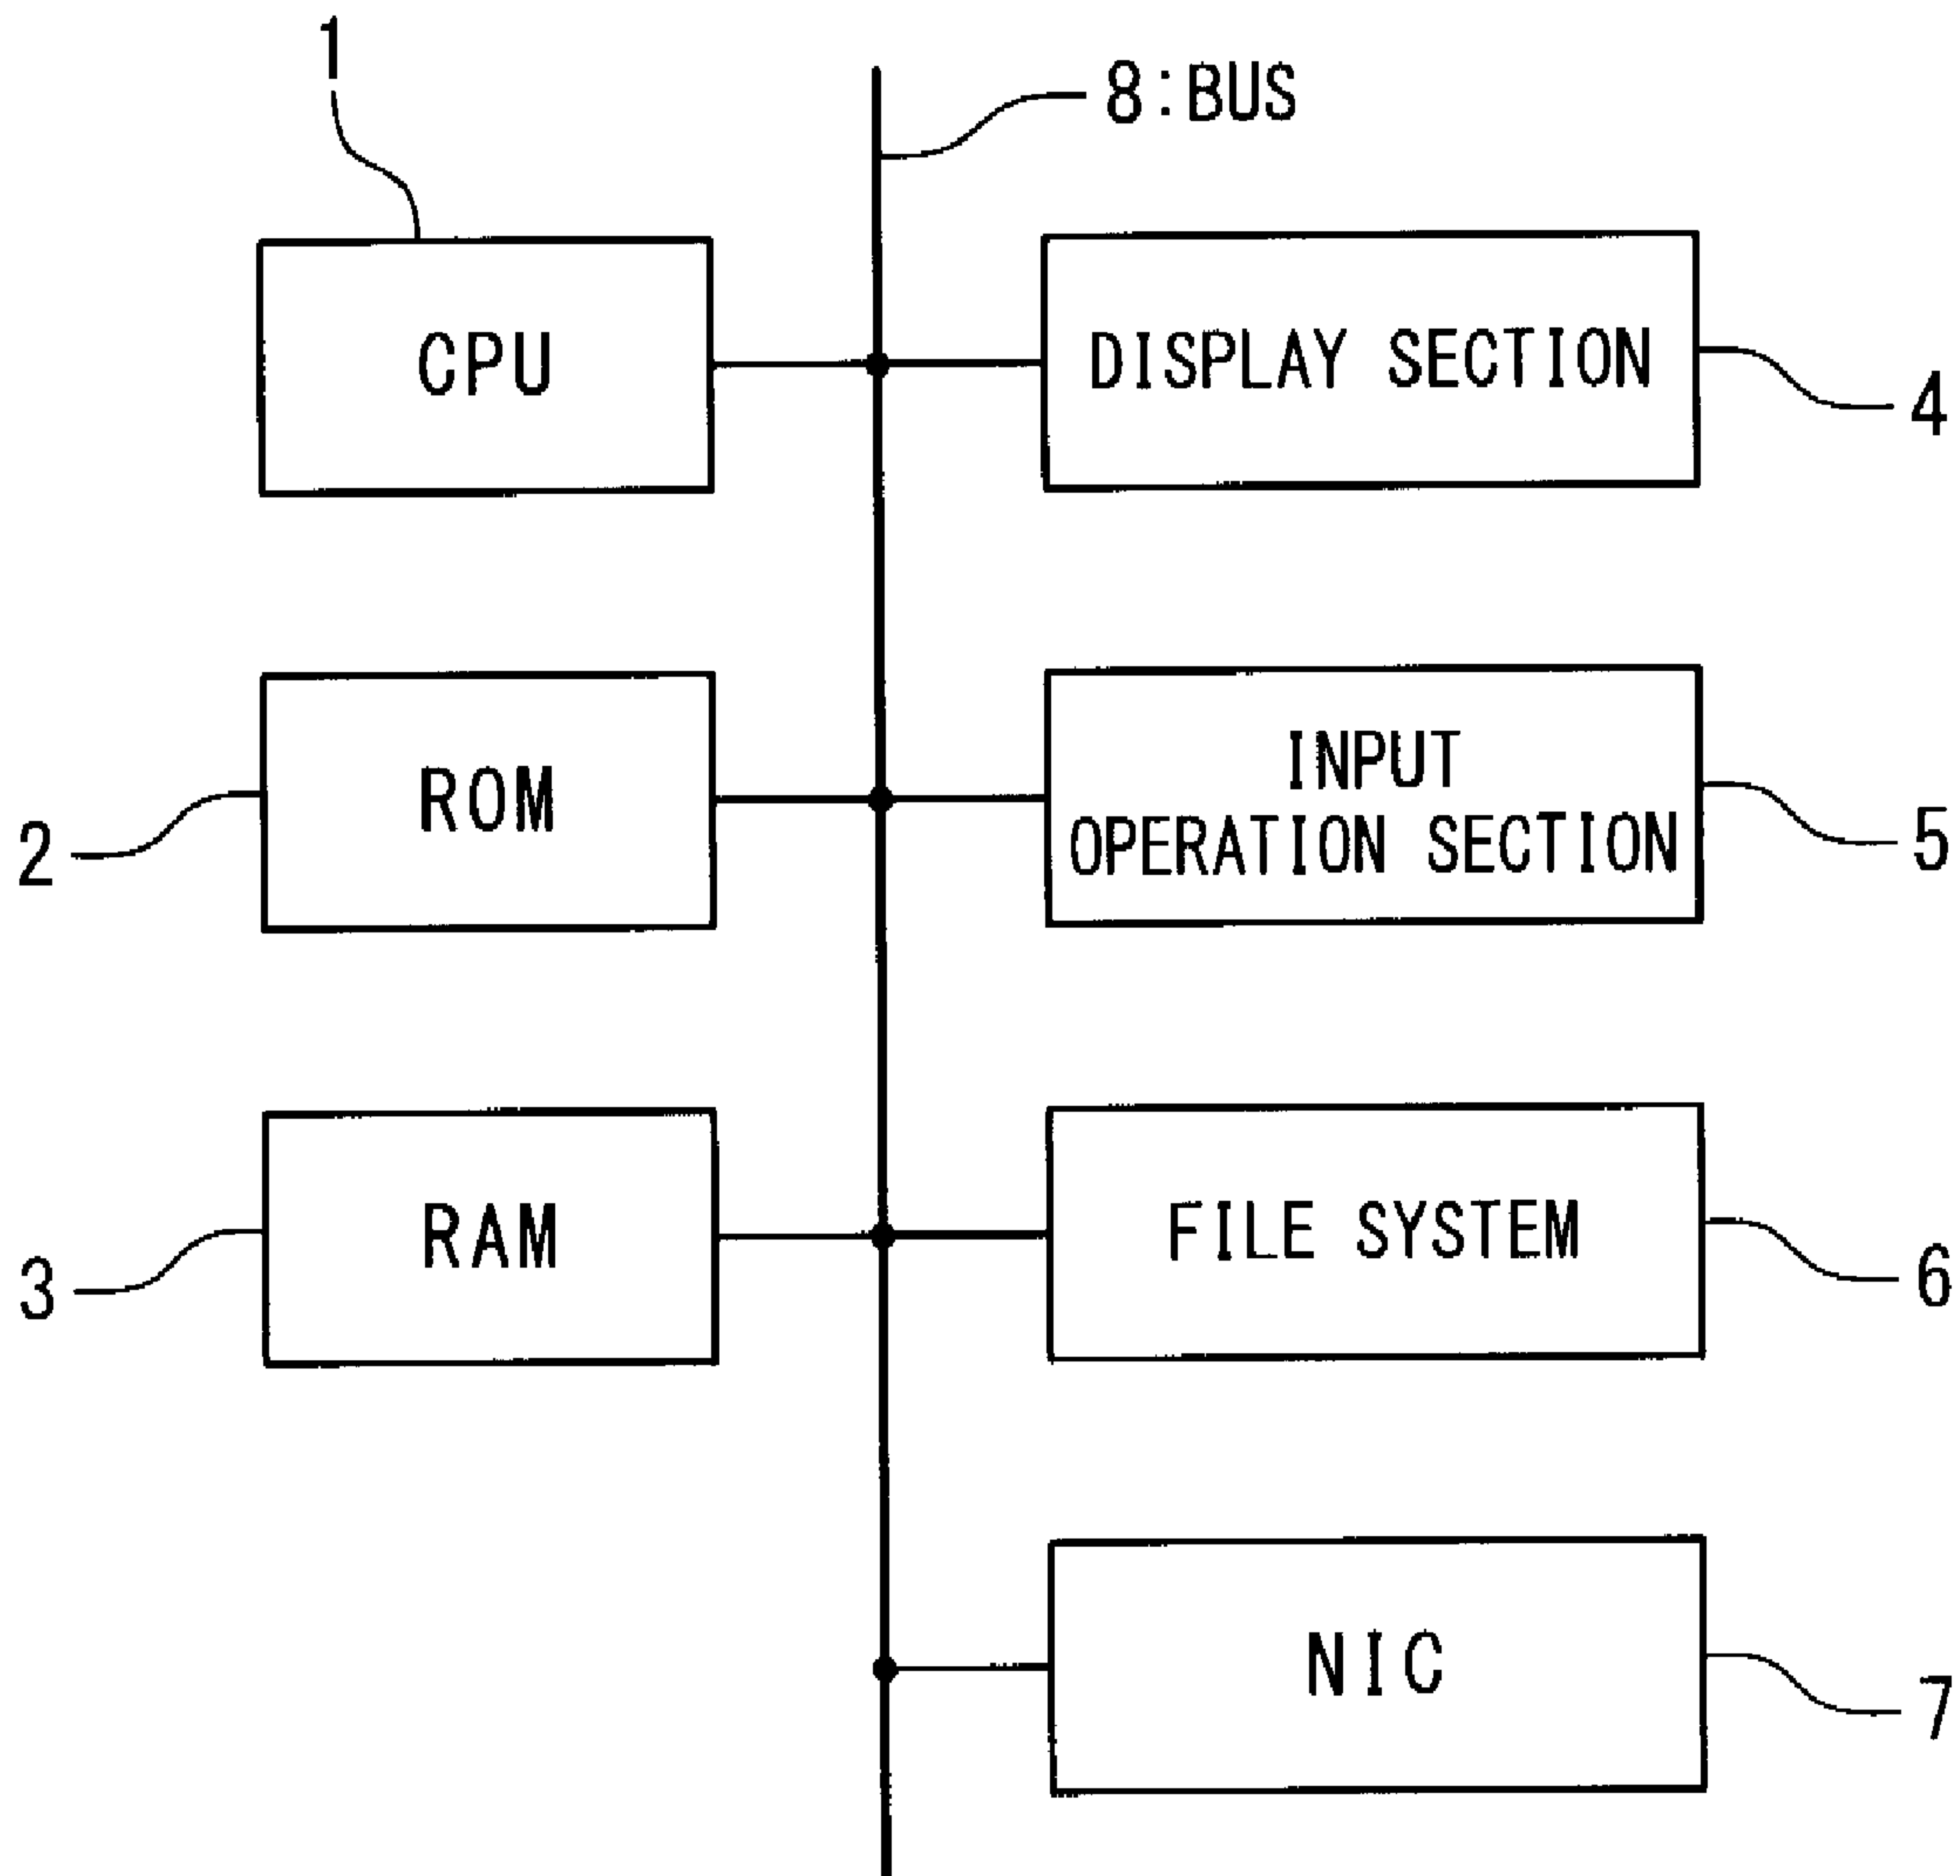 1
8:BUS
CPU
DISPLAY SECTION
4
ROM
2
INPUT
OPERATION SECTION
5
RAM
3
FILE SYSTEM
6
NIC
7